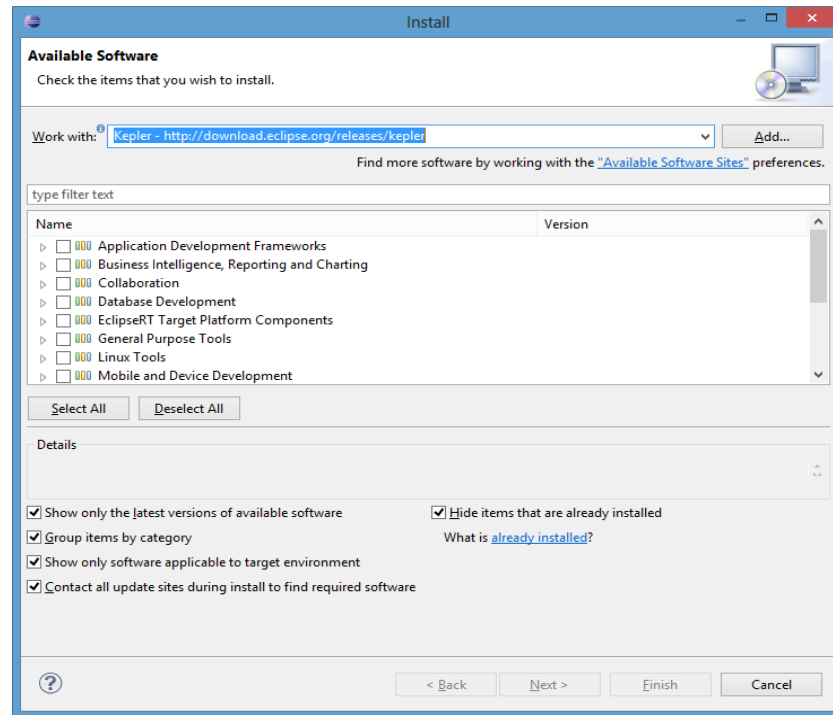 Install
Available Software
Check the items that you wish to install.
Work with: Kepler - http://download.eclipse.org/releases/kepler Add...
Find more software by working with the "Available Software Sites" preferences.
type filter text
Name Version
Application Development Frameworks
Business Intelligence, Reporting and Charting
Collaboration
Database Development
EclipseRT Target Platform Components
General Purpose Tools
Linux Tools
Mobile and Device Development
Select All Deselect All
Details
Show only the latest versions of available software Hide items that are already installed
Group items by category What is already installed?
Show only software applicable to target environment
Contact all update sites during install to find required software
? < Back Next > Finish Cancel